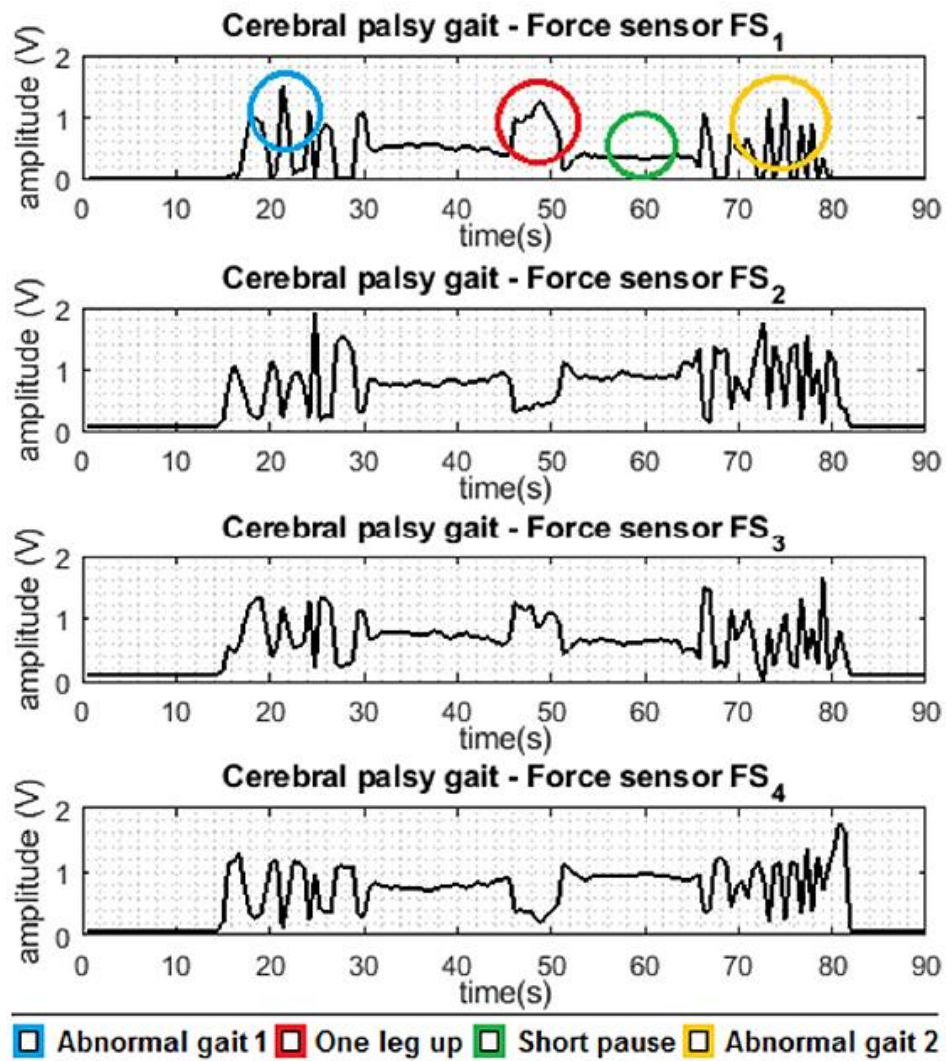 Cerebral palsy gait - Force sensor FS₁
amplitude (V)
2
1
0
0 10 20 30 40 50 60 70 80 90
time(s)
Cerebral palsy gait - Force sensor FS₂
amplitude (V)
2
1
0
0 10 20 30 40 50 60 70 80 90
time(s)
Cerebral palsy gait - Force sensor FS₃
amplitude (V)
2
1
0
0 10 20 30 40 50 60 70 80 90
time(s)
Cerebral palsy gait - Force sensor FS₄
amplitude (V)
2
1
0
0 10 20 30 40 50 60 70 80 90
time(s)
Abnormal gait 1 One leg up Short pause Abnormal gait 2